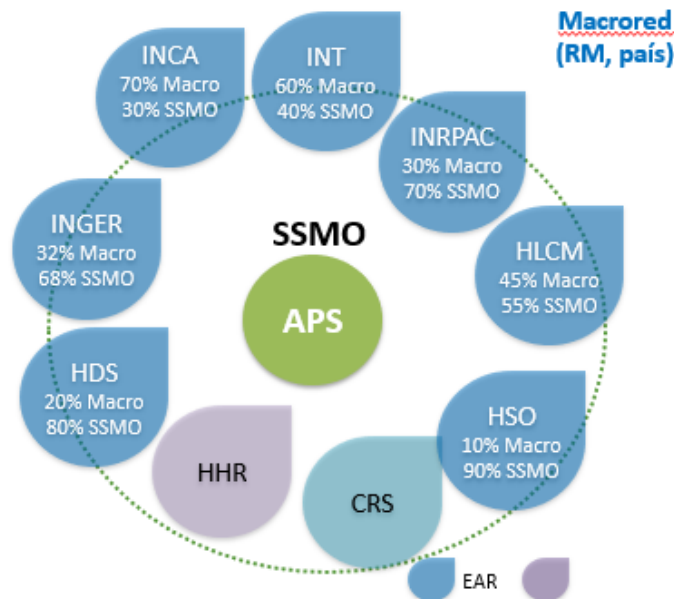 Macrored
(RM, país)
INCA
70% Macro
30% SSMO
INT
60% Macro
40% SSMO
INRPAC
30% Macro
70% SSMO
INGER
32% Macro
68% SSMO
SSMO
APS
HLCM
45% Macro
55% SSMO
HDS
20% Macro
80% SSMO
HHR
CRS
HSO
10% Macro
90% SSMO
EAR